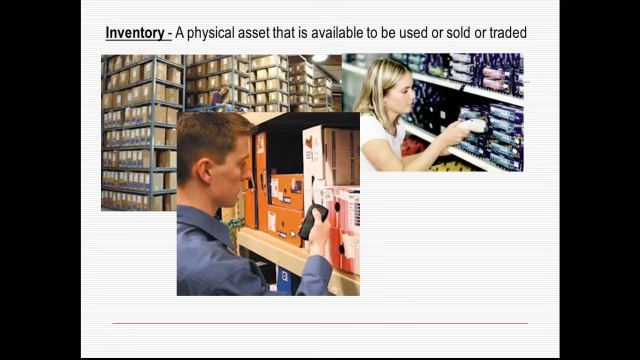 Inventory - A physical asset that is available to be used or sold or traded